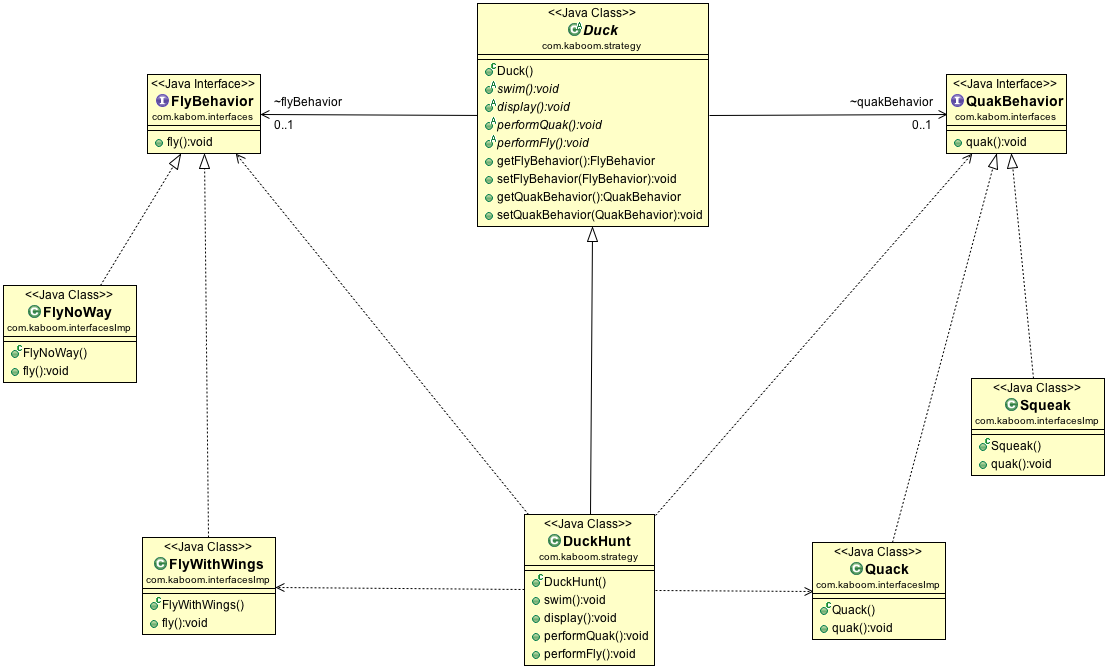 <<Java Class>>
Duck
com.kaboom.strategy
Duck()
swim():void
display():void
performQuak():void
performFly():void
getFlyBehavior():FlyBehavior
setFlyBehavior(FlyBehavior):void
getQuakBehavior():QuakBehavior
setQuakBehavior(QuakBehavior):void
<<Java Interface>>
FlyBehavior
com.kabom.interfaces
fly():void
~flyBehavior
0..1
~quakBehavior
0..1
<<Java Interface>>
QuakBehavior
com.kabom.interfaces
quak():void
<<Java Class>>
FlyNoWay
com.kaboom.interfacesImp
FlyNoWay()
fly():void
<<Java Class>>
Squeak
com.kaboom.interfacesImp
Squeak()
quak():void
<<Java Class>>
FlyWithWings
com.kaboom.interfacesImp
FlyWithWings()
fly():void
<<Java Class>>
DuckHunt
com.kaboom.strategy
DuckHunt()
swim():void
display():void
performQuak():void
performFly():void
<<Java Class>>
Quack
com.kaboom.interfacesImp
Quack()
quak():void